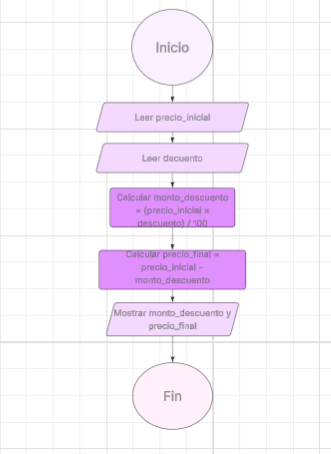 Inicio
Leer precio_inicial
Leer decuento
Calcular monto_descuento
= (precio_inicial x
descuento) / 100
Calcular precio_final =
precio_inicial -
monto_descuento
Mostrar monto_descuento y
precio_final
Fin